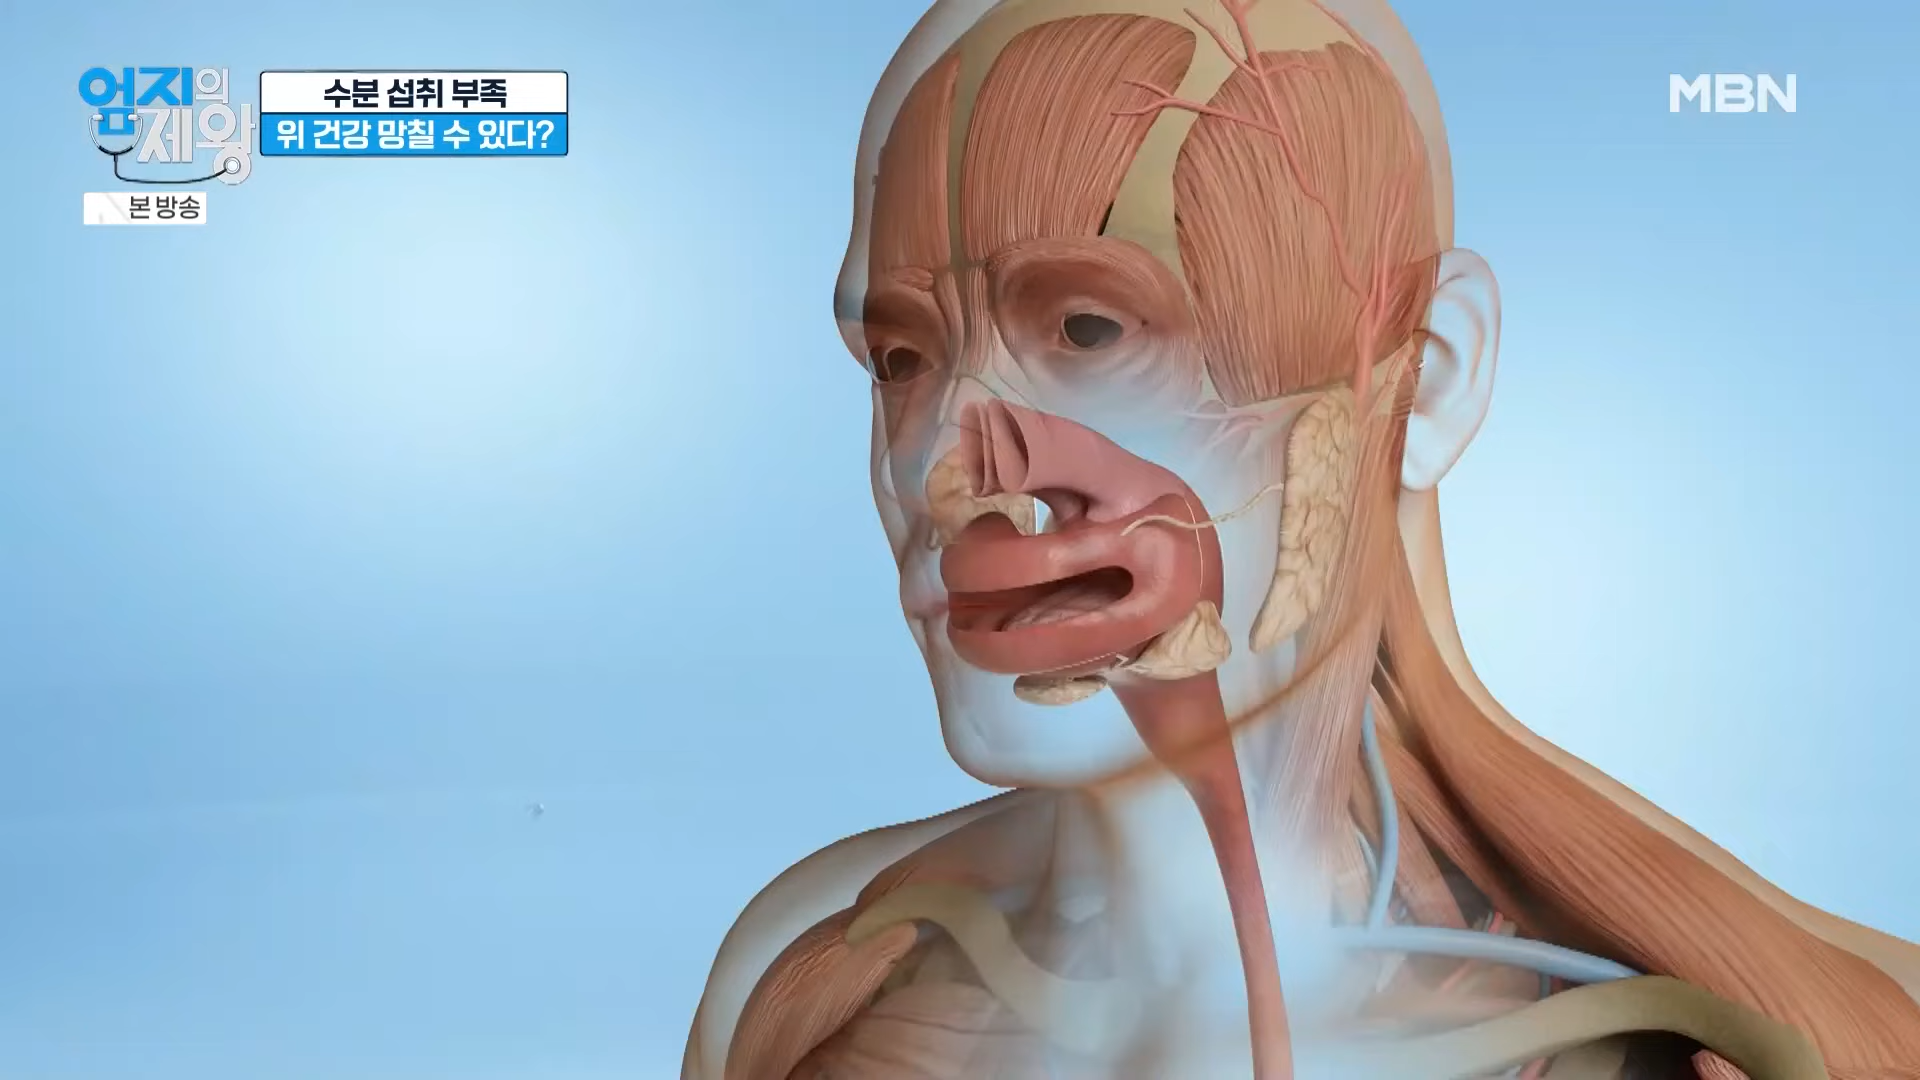 엄지의
제왕
수분 섭취 부족
위 건강 망칠 수 있다?
본방송
MBN